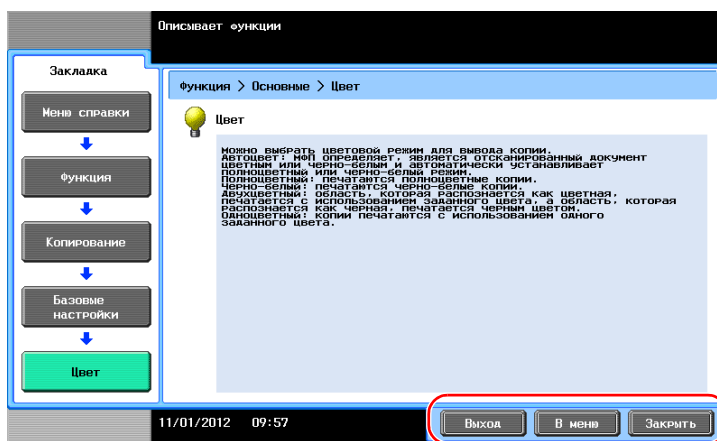 Описывает функции
Закладка
Меню справки
Функция
Копирование
Базовые
настройки
Цвет
Функция > Основные > Цвет
Цвет
Можно выбрать цветовой режим для вывода копии.
Автоцвет: МФП определяет, является отсканированный документ
цветным или черно-белым и автоматически устанавливает
полноцветный или черно-белый режим.
Полноцветный: печатаются полноцветные копии.
Черно-белый: печатаются черно-белые копии.
Двухцветный: область, которая распознается как цветная,
печатается с использованием заданного цвета, а область, которая
распознается как черная, печатается черным цветом.
Одноцветный: копии печатаются с использованием одного
заданного цвета.
11/01/2012 09:57
Выход
В меню
Закрыть